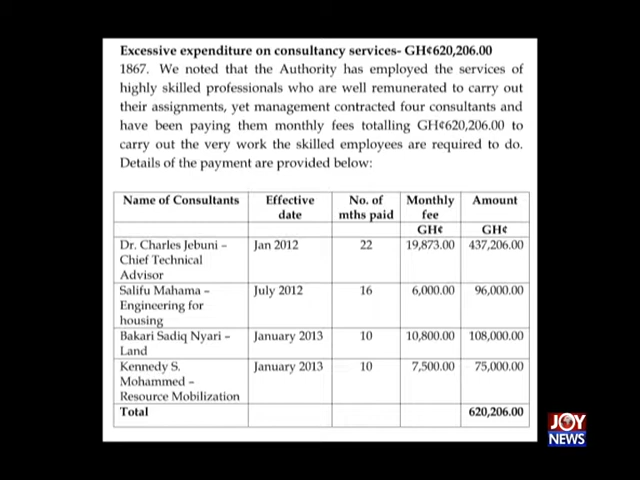 Excessive expenditure on consultancy services- GH¢620,206.00
1867. We noted that the Authority has employed the services of
highly skilled professionals who are well remunerated to carry out
their assignments, yet management contracted four consultants and
have been paying them monthly fees totalling GH¢620,206.00 to
carry out the very work the skilled employees are required to do.
Details of the payment are provided below:
Name of Consultants Effective date No. of mths paid Monthly fee GH¢ Amount GH¢
Dr. Charles Jebuni – Jan 2012 22 19,873.00 437,206.00
Chief Technical
Advisor
Salifu Mahama – July 2012 16 6,000.00 96,000.00
Engineering for
housing
Bakari Sadiq Nyari – January 2013 10 10,800.00 108,000.00
Land
Kennedy S. January 2013 10 7,500.00 75,000.00
Mohammed –
Resource Mobilization
Total 620,206.00
JOY
NEWS